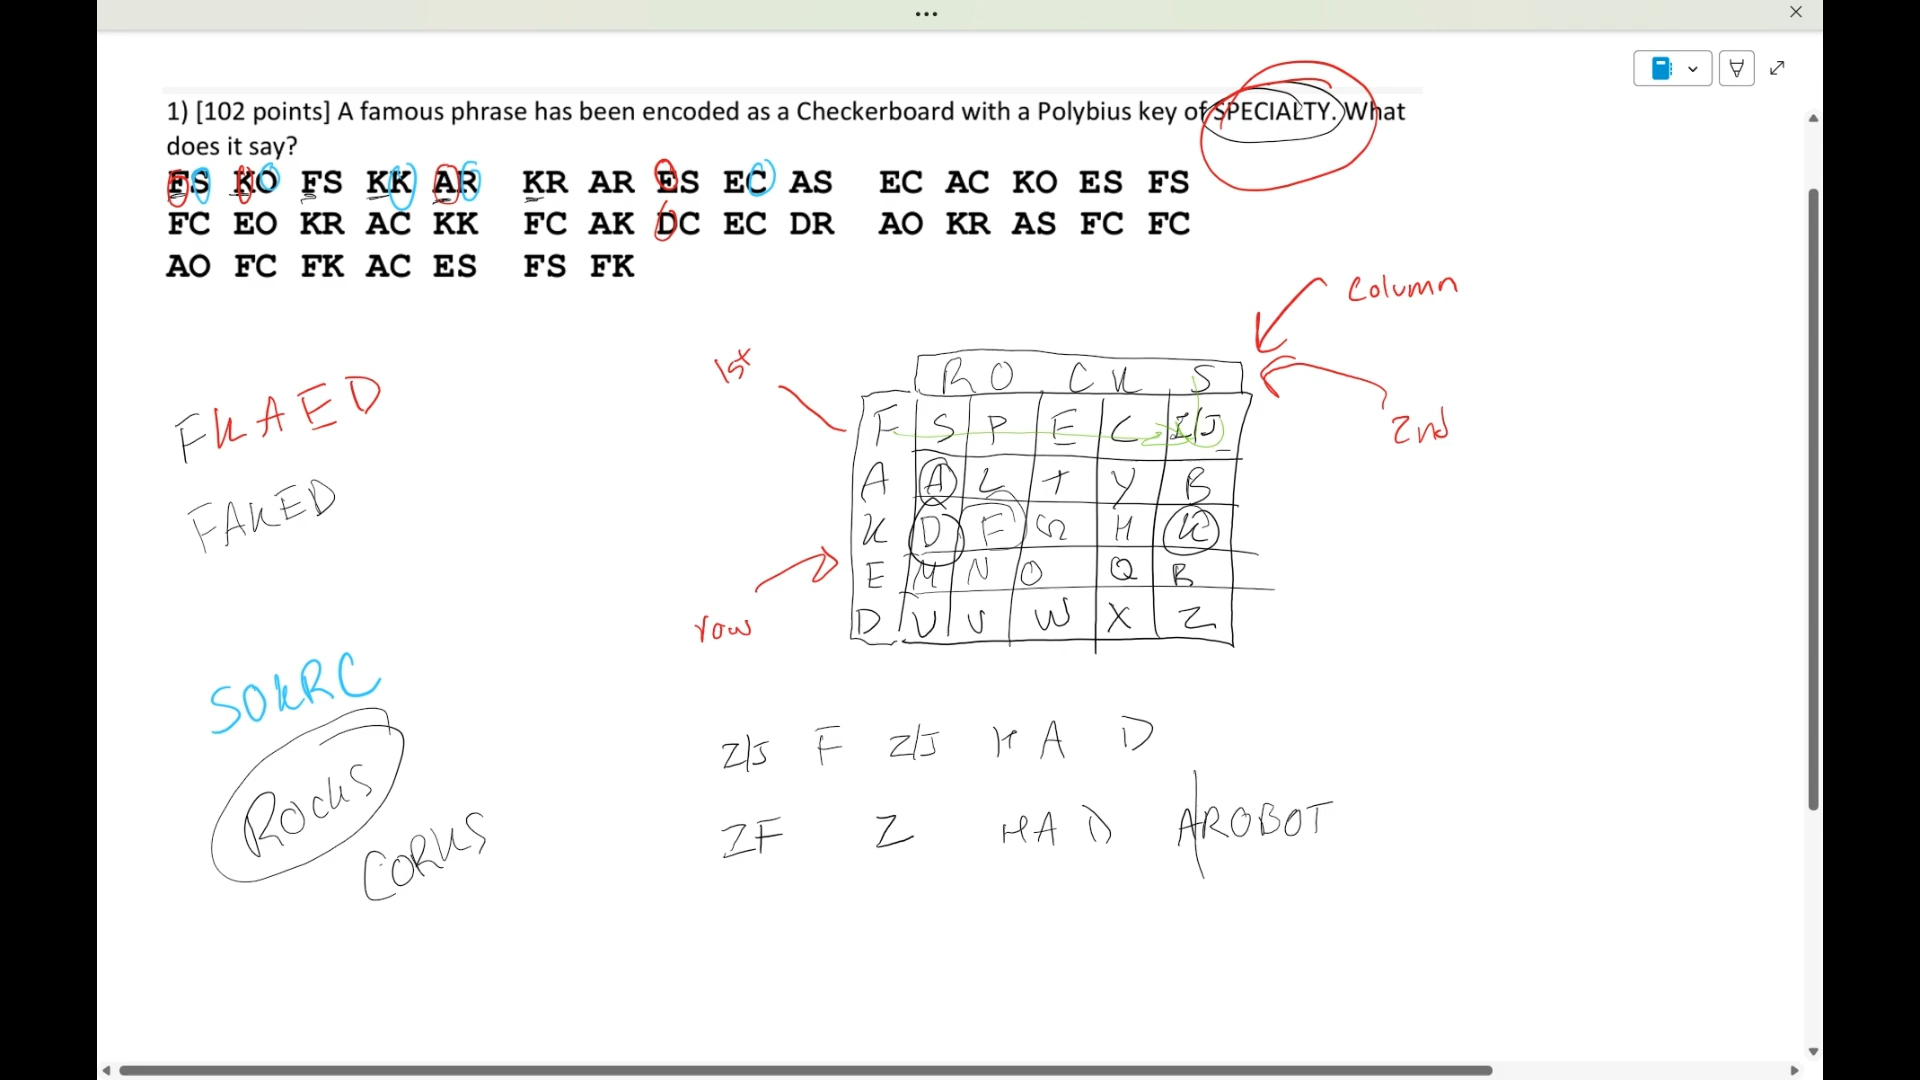 1) [102 points] A famous phrase has been encoded as a Checkerboard with a Polybius key of SPECIALTY. What
does it say?
FS KO FS KK AR KR AR ES EC AS EC AC KO ES FS
FC EO KR AC KK FC AK DC EC DR AO KR AS FC FC
AO FC FK AC ES FS FK
Column
1st
R O C K S
2nd
F S P E C I/J
A A L T Y B
K D F G H K
E M N O Q R
D U V W X Z
row
FKAED
FAKED
SOKRC
ROCKS
CORKS
I/J F I/J H A D
IF I HAD AROBOT